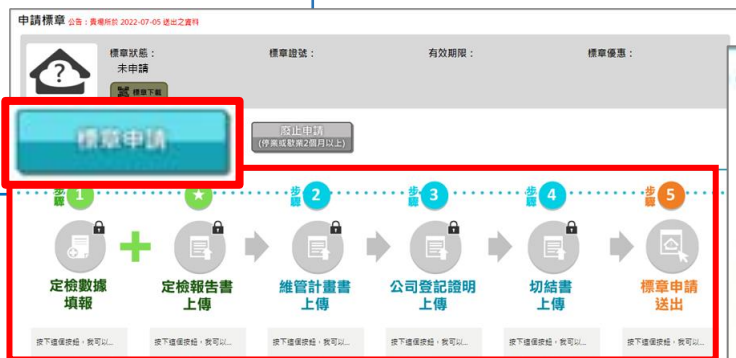 申請標章 公告:賣場所於 2022-07-05 送出之資料
標章狀態:
未申請
標章證號:
有效期限:
標章優惠:
?
標章下載
標章申請
廢止申請
(停業或歇業2個月以上)
步驟 1
步驟 2
步驟 3
步驟 4
步驟 5
定檢數據
填報
定檢報告書
上傳
維管計畫書
上傳
公司登記證明
上傳
切結書
上傳
標章申請
送出
按下這個按鈕,我可以...
按下這個按鈕,我可以...
按下這個按鈕,我可以...
按下這個按鈕,我可以...
按下這個按鈕,我可以...
按下這個按鈕,我可以...